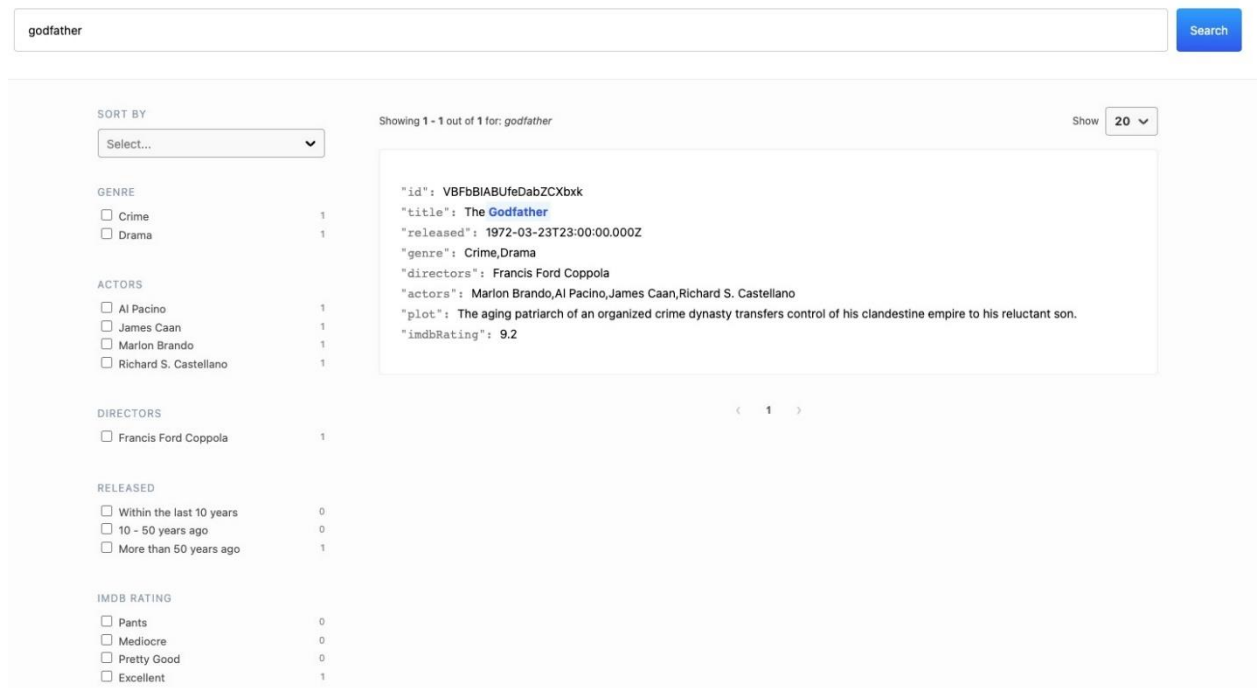 godfather
Search
SORT BY
Select...
GENRE
Crime 1
Drama 1
ACTORS
Al Pacino 1
James Caan 1
Marlon Brando 1
Richard S. Castellano 1
DIRECTORS
Francis Ford Coppola 1
RELEASED
Within the last 10 years 0
10 - 50 years ago 0
More than 50 years ago 1
IMDB RATING
Pants 0
Mediocre 0
Pretty Good 0
Excellent 1
Showing 1 - 1 out of 1 for: godfather
Show 20
"id": VBFbBIABUfeDabZCXbxk
"title": The Godfather
"released": 1972-03-23T23:00:00.000Z
"genre": Crime,Drama
"directors": Francis Ford Coppola
"actors": Marlon Brando,Al Pacino,James Caan,Richard S. Castellano
"plot": The aging patriarch of an organized crime dynasty transfers control of his clandestine empire to his reluctant son.
"imdbRating": 9.2
1